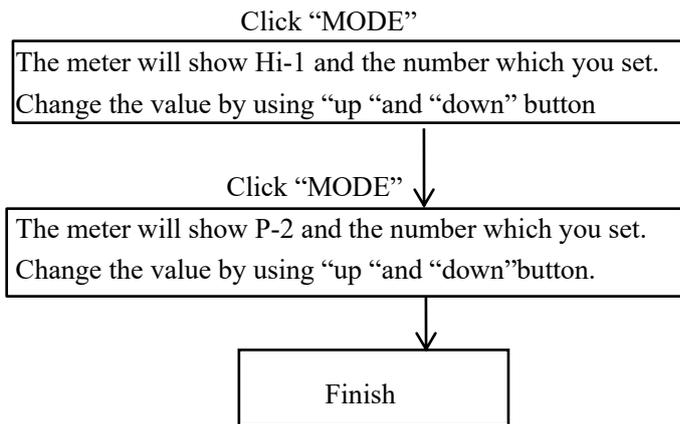 Click “MODE”
The meter will show Hi-1 and the number which you set.
Change the value by using “up “and “down” button
Click “MODE”
The meter will show P-2 and the number which you set.
Change the value by using “up “and “down”button.
Finish